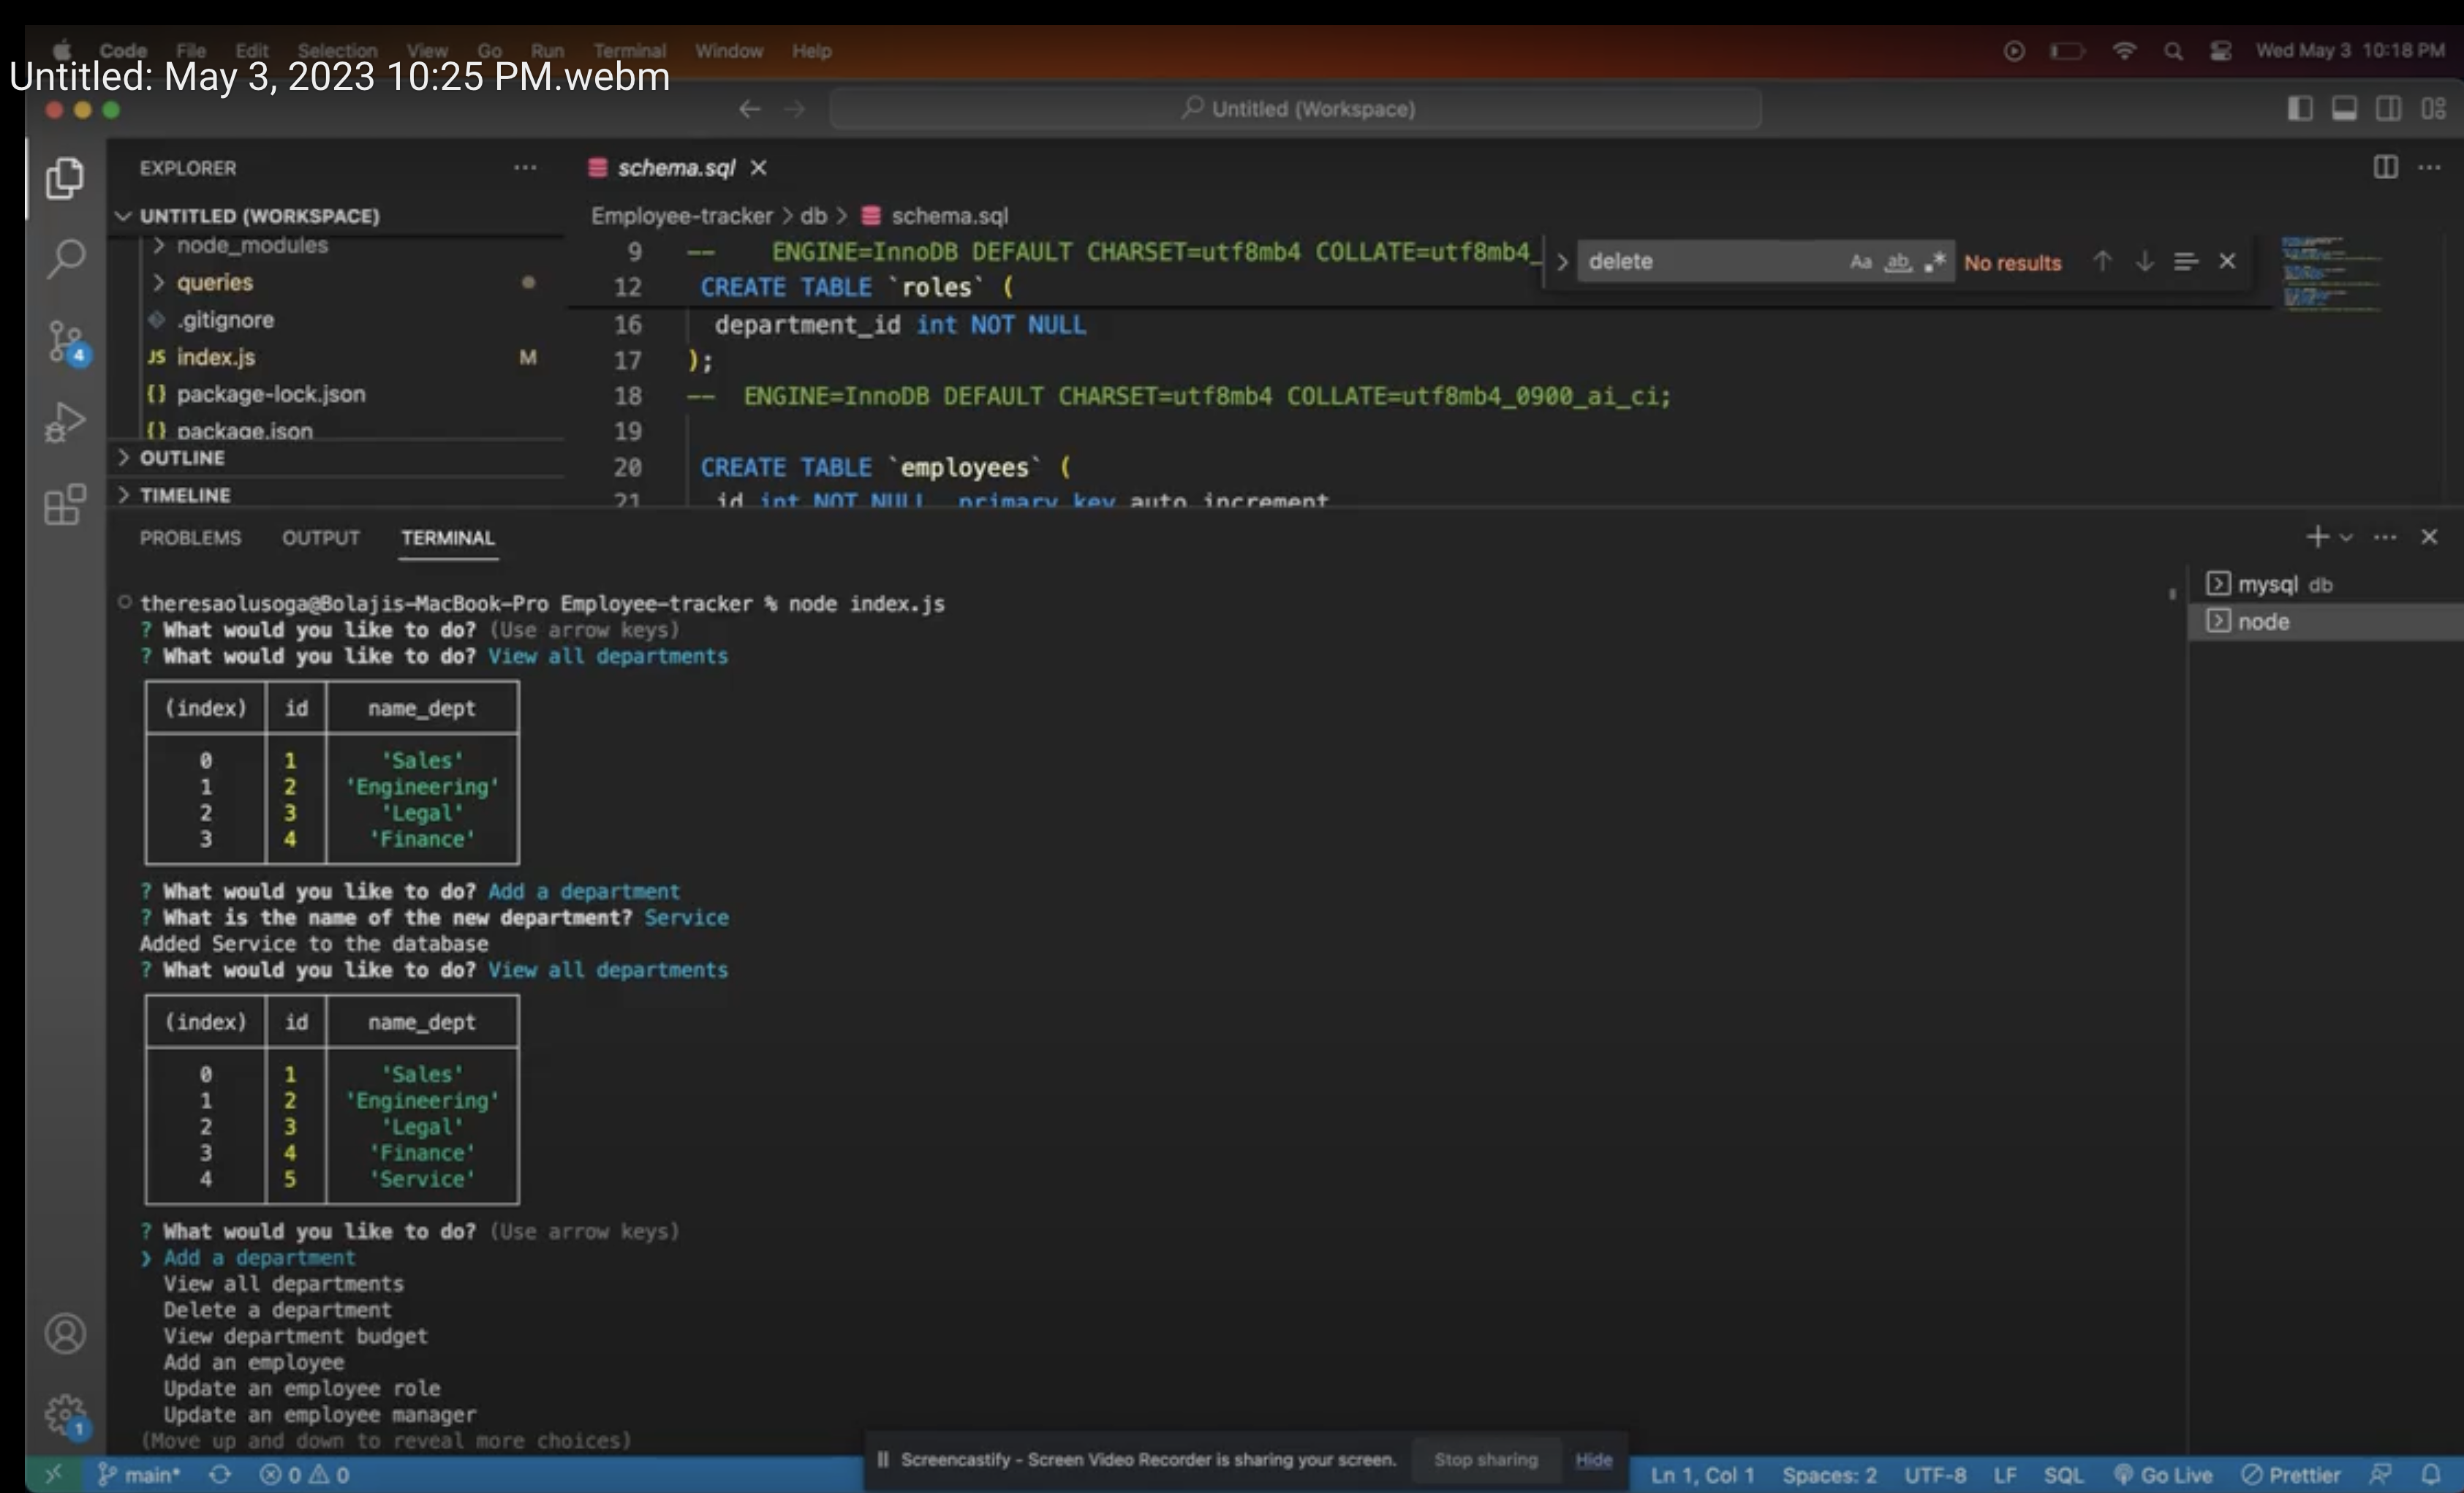 Code File Edit Selection View Go Run Terminal Window Help
Wed May 3 10:18 PM
Untitled: May 3, 2023 10:25 PM.webm
Untitled (Workspace)
EXPLORER
schema.sql
UNTITLED (WORKSPACE)
node_modules
queries
.gitignore
JS index.js M
{} package-lock.json
{} package.json
OUTLINE
TIMELINE
4
Employee-tracker > db > schema.sql
9 -- ENGINE=InnoDB DEFAULT CHARSET=utf8mb4 COLLATE=utf8mb4_
12 CREATE TABLE `roles` (
16 department_id int NOT NULL
17 );
18 -- ENGINE=InnoDB DEFAULT CHARSET=utf8mb4 COLLATE=utf8mb4_0900_ai_ci;
19
20 CREATE TABLE `employees` (
21 id int NOT NULL primary key auto_increment
delete Aa ab .* No results
PROBLEMS OUTPUT TERMINAL
mysql db
node
theresaolusoga@Bolajis-MacBook-Pro Employee-tracker % node index.js
? What would you like to do? (Use arrow keys)
? What would you like to do? View all departments
(index) id name_dept
0 1 'Sales'
1 2 'Engineering'
2 3 'Legal'
3 4 'Finance'
? What would you like to do? Add a department
? What is the name of the new department? Service
Added Service to the database
? What would you like to do? View all departments
(index) id name_dept
0 1 'Sales'
1 2 'Engineering'
2 3 'Legal'
3 4 'Finance'
4 5 'Service'
? What would you like to do? (Use arrow keys)
❯ Add a department
View all departments
Delete a department
View department budget
Add an employee
Update an employee role
Update an employee manager
(Move up and down to reveal more choices)
1
Screencastify - Screen Video Recorder is sharing your screen. Stop sharing Hide
main* 0 0
Ln 1, Col 1 Spaces: 2 UTF-8 LF SQL Go Live Prettier